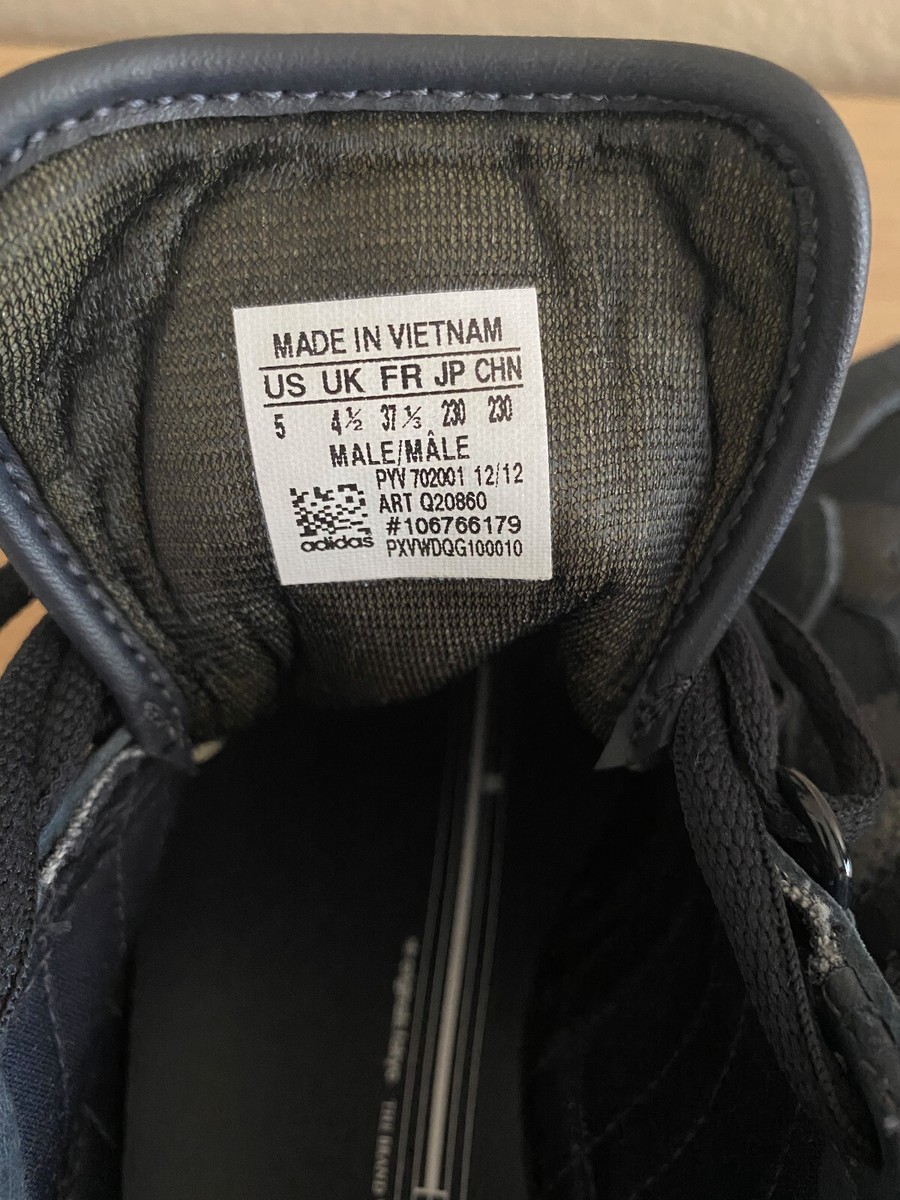 MADE IN VIETNAM
US UK FR JP CHN
5 4½ 37⅓ 230 230
MALE/MÂLE
PYV 702001 12/12
ART Q20860
#106766179
adidas
PXVWDQG100010